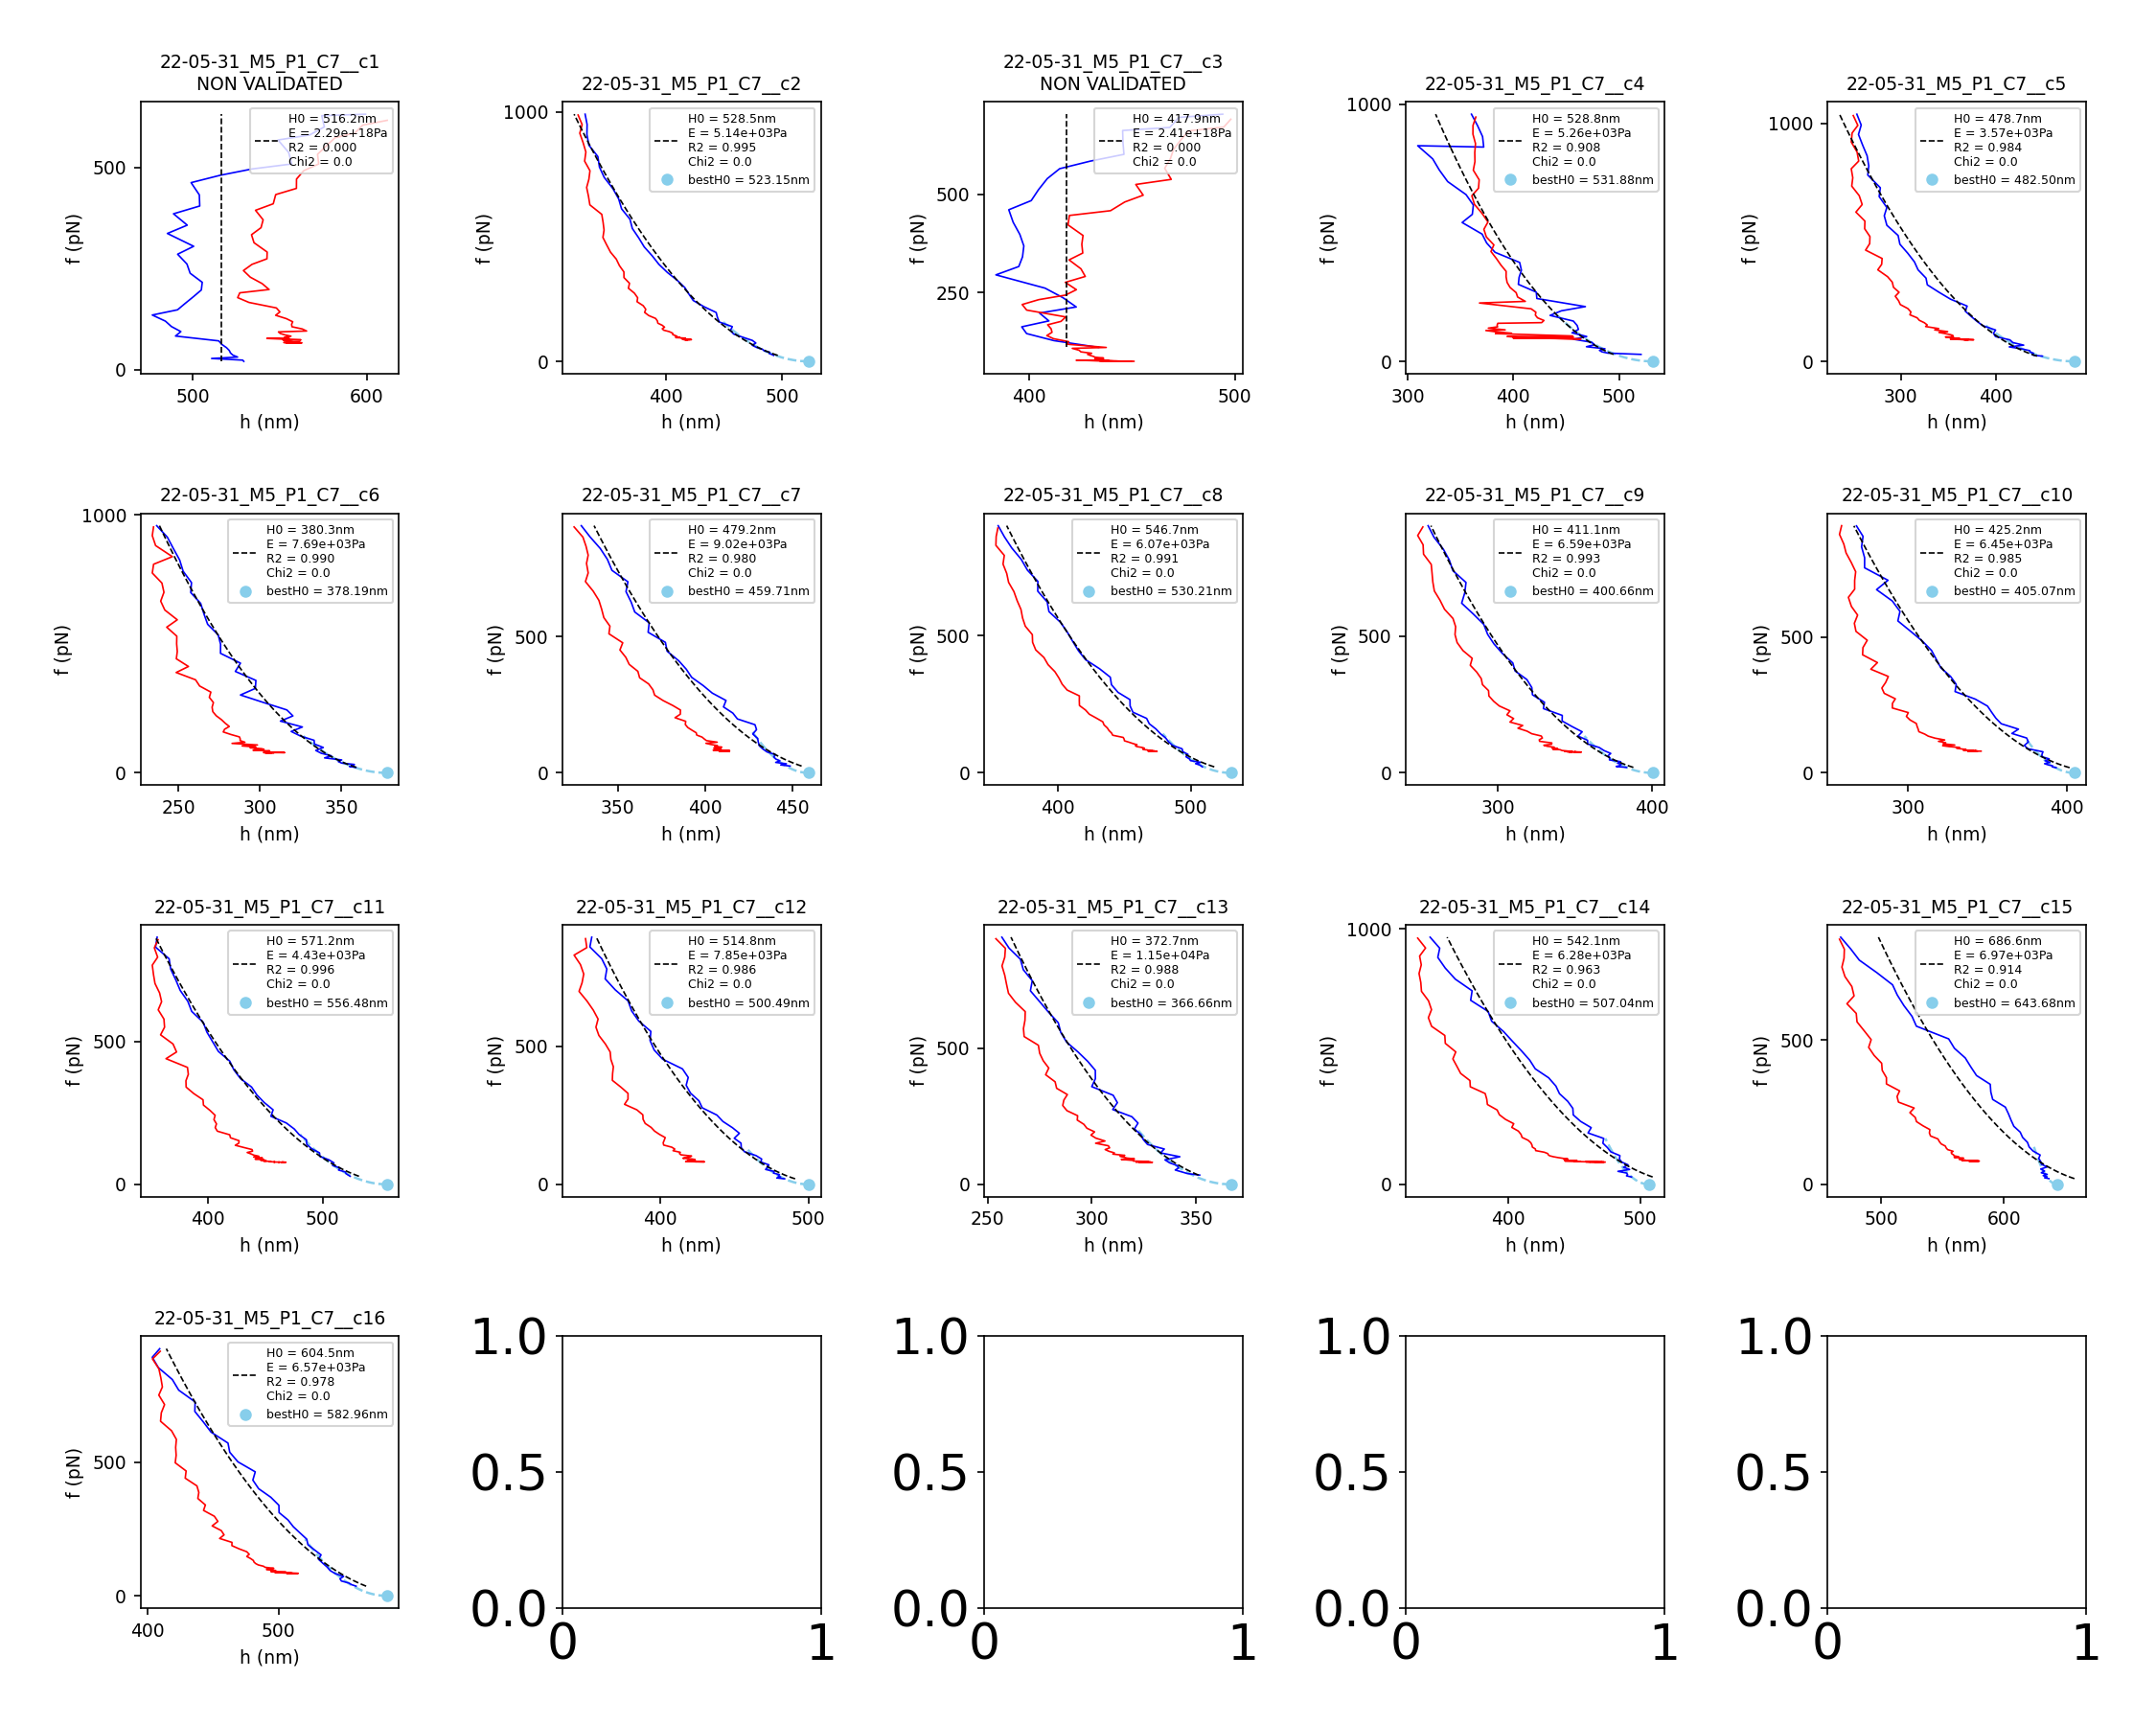 22-05-31_M5_P1_C7__c1
NON VALIDATED
H0 = 516.2nm
E = 2.29e+18Pa
R2 = 0.000
Chi2 = 0.0
500
0
f (pN)
500 600
h (nm)
22-05-31_M5_P1_C7__c2
H0 = 528.5nm
E = 5.14e+03Pa
R2 = 0.995
Chi2 = 0.0
bestH0 = 523.15nm
1000
0
f (pN)
400 500
h (nm)
22-05-31_M5_P1_C7__c3
NON VALIDATED
H0 = 417.9nm
E = 2.41e+18Pa
R2 = 0.000
Chi2 = 0.0
500
250
f (pN)
400 500
h (nm)
22-05-31_M5_P1_C7__c4
H0 = 528.8nm
E = 5.26e+03Pa
R2 = 0.908
Chi2 = 0.0
bestH0 = 531.88nm
1000
0
f (pN)
300 400 500
h (nm)
22-05-31_M5_P1_C7__c5
H0 = 478.7nm
E = 3.57e+03Pa
R2 = 0.984
Chi2 = 0.0
bestH0 = 482.50nm
1000
0
f (pN)
300 400
h (nm)
22-05-31_M5_P1_C7__c6
H0 = 380.3nm
E = 7.69e+03Pa
R2 = 0.990
Chi2 = 0.0
bestH0 = 378.19nm
1000
0
f (pN)
250 300 350
h (nm)
22-05-31_M5_P1_C7__c7
H0 = 479.2nm
E = 9.02e+03Pa
R2 = 0.980
Chi2 = 0.0
bestH0 = 459.71nm
500
0
f (pN)
350 400 450
h (nm)
22-05-31_M5_P1_C7__c8
H0 = 546.7nm
E = 6.07e+03Pa
R2 = 0.991
Chi2 = 0.0
bestH0 = 530.21nm
500
0
f (pN)
400 500
h (nm)
22-05-31_M5_P1_C7__c9
H0 = 411.1nm
E = 6.59e+03Pa
R2 = 0.993
Chi2 = 0.0
bestH0 = 400.66nm
500
0
f (pN)
300 400
h (nm)
22-05-31_M5_P1_C7__c10
H0 = 425.2nm
E = 6.45e+03Pa
R2 = 0.985
Chi2 = 0.0
bestH0 = 405.07nm
500
0
f (pN)
300 400
h (nm)
22-05-31_M5_P1_C7__c11
H0 = 571.2nm
E = 4.43e+03Pa
R2 = 0.996
Chi2 = 0.0
bestH0 = 556.48nm
500
0
f (pN)
400 500
h (nm)
22-05-31_M5_P1_C7__c12
H0 = 514.8nm
E = 7.85e+03Pa
R2 = 0.986
Chi2 = 0.0
bestH0 = 500.49nm
500
0
f (pN)
400 500
h (nm)
22-05-31_M5_P1_C7__c13
H0 = 372.7nm
E = 1.15e+04Pa
R2 = 0.988
Chi2 = 0.0
bestH0 = 366.66nm
500
0
f (pN)
250 300 350
h (nm)
22-05-31_M5_P1_C7__c14
H0 = 542.1nm
E = 6.28e+03Pa
R2 = 0.963
Chi2 = 0.0
bestH0 = 507.04nm
1000
0
f (pN)
400 500
h (nm)
22-05-31_M5_P1_C7__c15
H0 = 686.6nm
E = 6.97e+03Pa
R2 = 0.914
Chi2 = 0.0
bestH0 = 643.68nm
500
0
f (pN)
500 600
h (nm)
22-05-31_M5_P1_C7__c16
H0 = 604.5nm
E = 6.57e+03Pa
R2 = 0.978
Chi2 = 0.0
bestH0 = 582.96nm
500
0
f (pN)
400 500
h (nm)
1.0
0.5
0.0
0 1
1.0
0.5
0.0
0 1
1.0
0.5
0.0
0 1
1.0
0.5
0.0
0 1